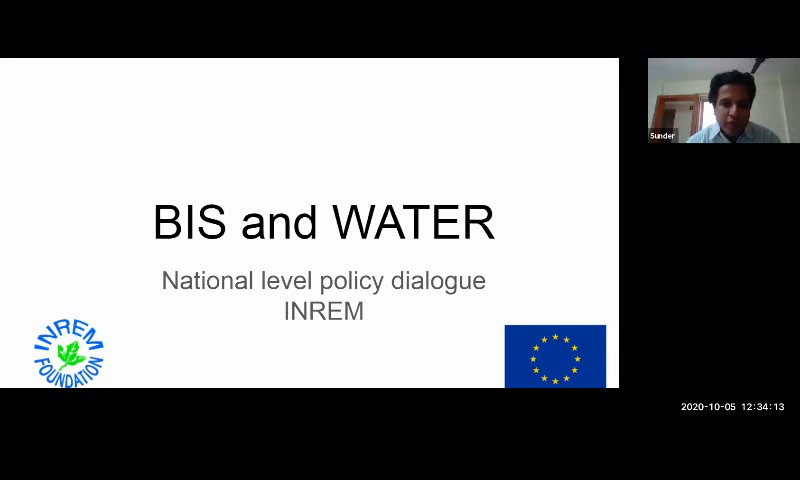 BIS and WATER
National level policy dialogue
INREM
INREM
FOUNDATION
Sunder
2020-10-05 12:34:13